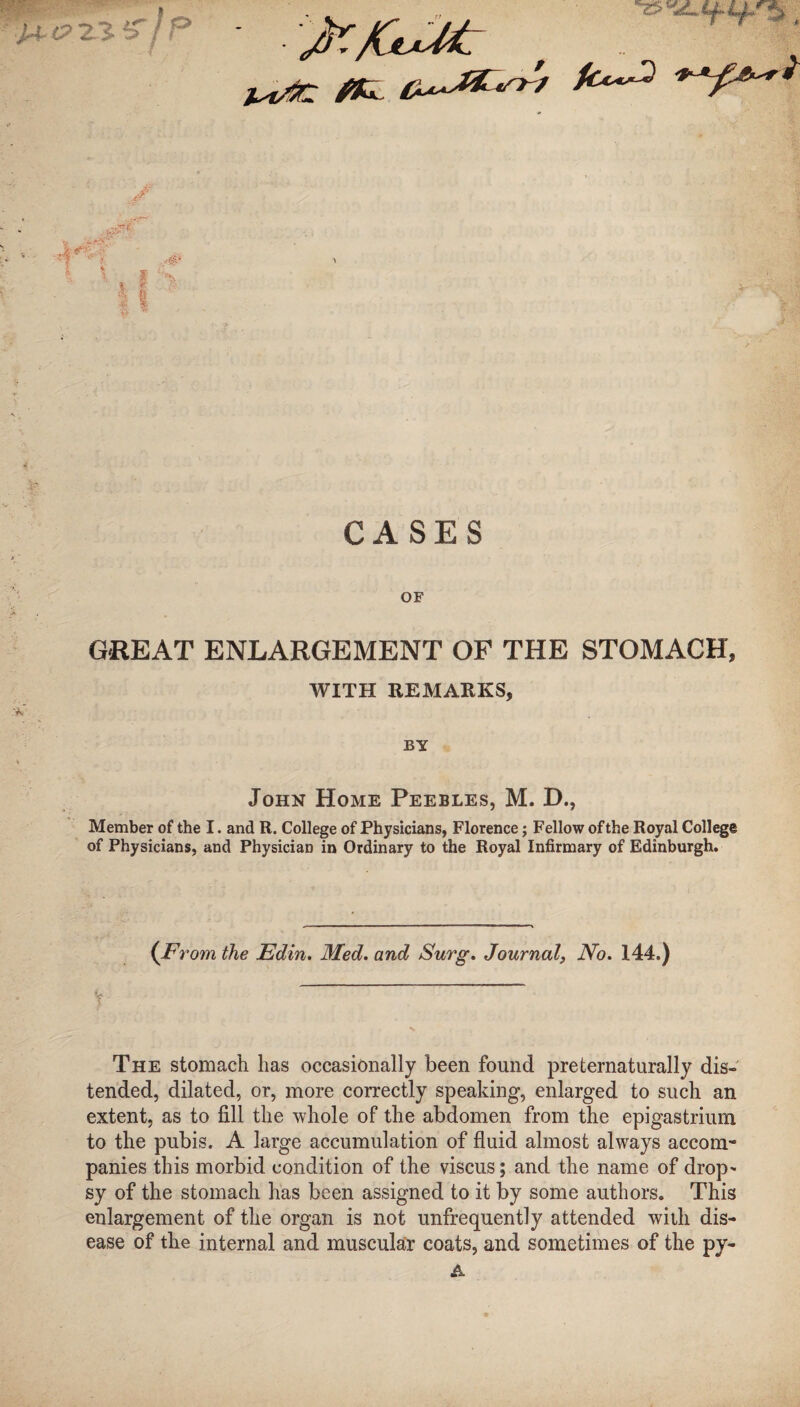 Dr. Keith
with the Author's kind regards
CASES
OF
GREAT ENLARGEMENT OF THE STOMACH,
WITH REMARKS,
BY
John Home Peebles, M. D.,
Member of the I. and R. College of Physicians, Florence; Fellow of the Royal College
of Physicians, and Physician in Ordinary to the Royal Infirmary of Edinburgh.
(From the Edin. Med. and Surg. Journal, No. 144.)
The stomach has occasionally been found preternaturally dis-
tended, dilated, or, more correctly speaking, enlarged to such an
extent, as to fill the whole of the abdomen from the epigastrium
to the pubis. A large accumulation of fluid almost always accom-
panies this morbid condition of the viscus; and the name of drop-
sy of the stomach has been assigned to it by some authors. This
enlargement of the organ is not unfrequently attended with dis-
ease of the internal and muscular coats, and sometimes of the py-
A